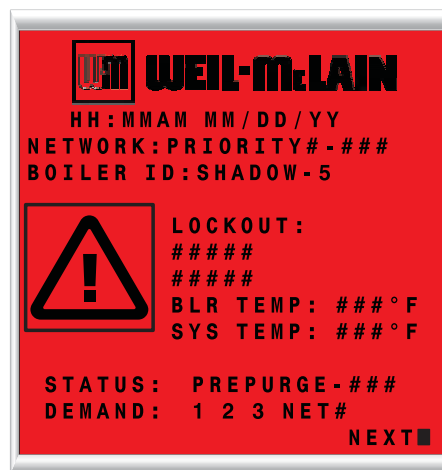 WM WEIL-McLAIN
HH:MMAM MM/DD/YY
NETWORK:PRIORITY#-###
BOILER ID:SHADOW-5
!
LOCKOUT:
#####
#####
BLR TEMP: ###°F
SYS TEMP: ###°F
STATUS: PREPURGE-###
DEMAND: 1 2 3 NET#
NEXT■